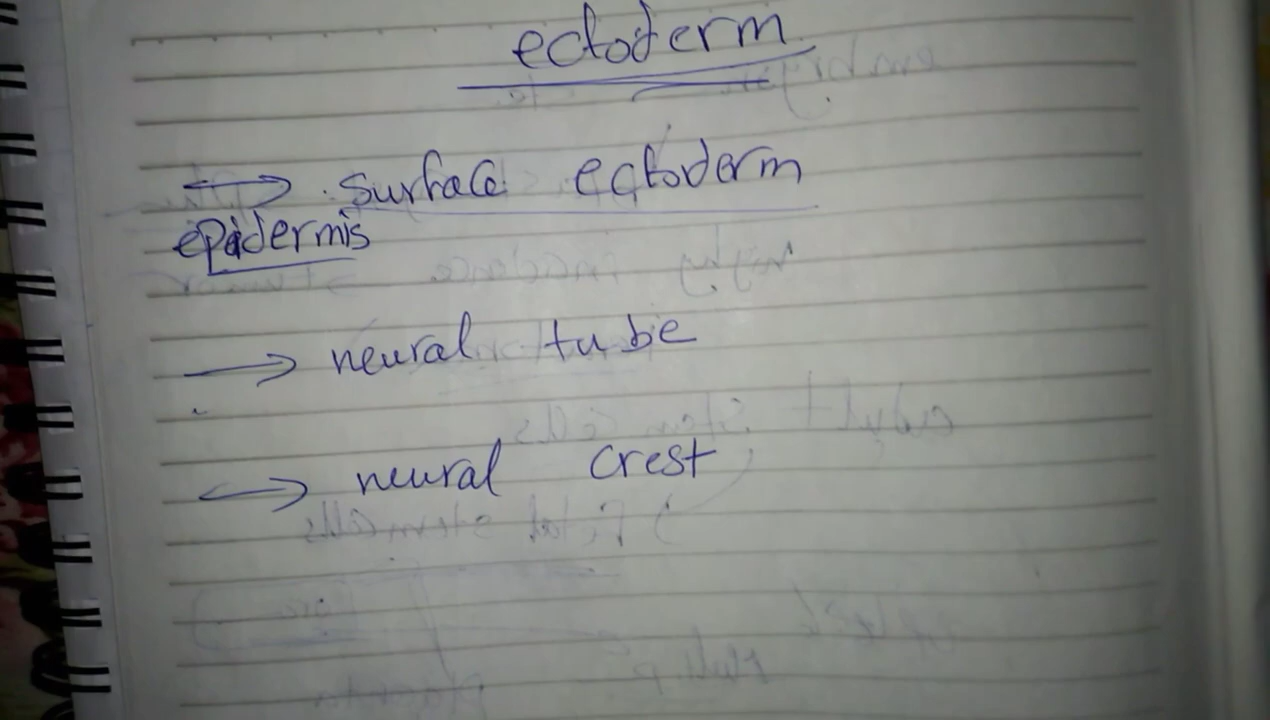 ectoderm
→ surface ectoderm
epidermis
→ neural tube
→ neural crest